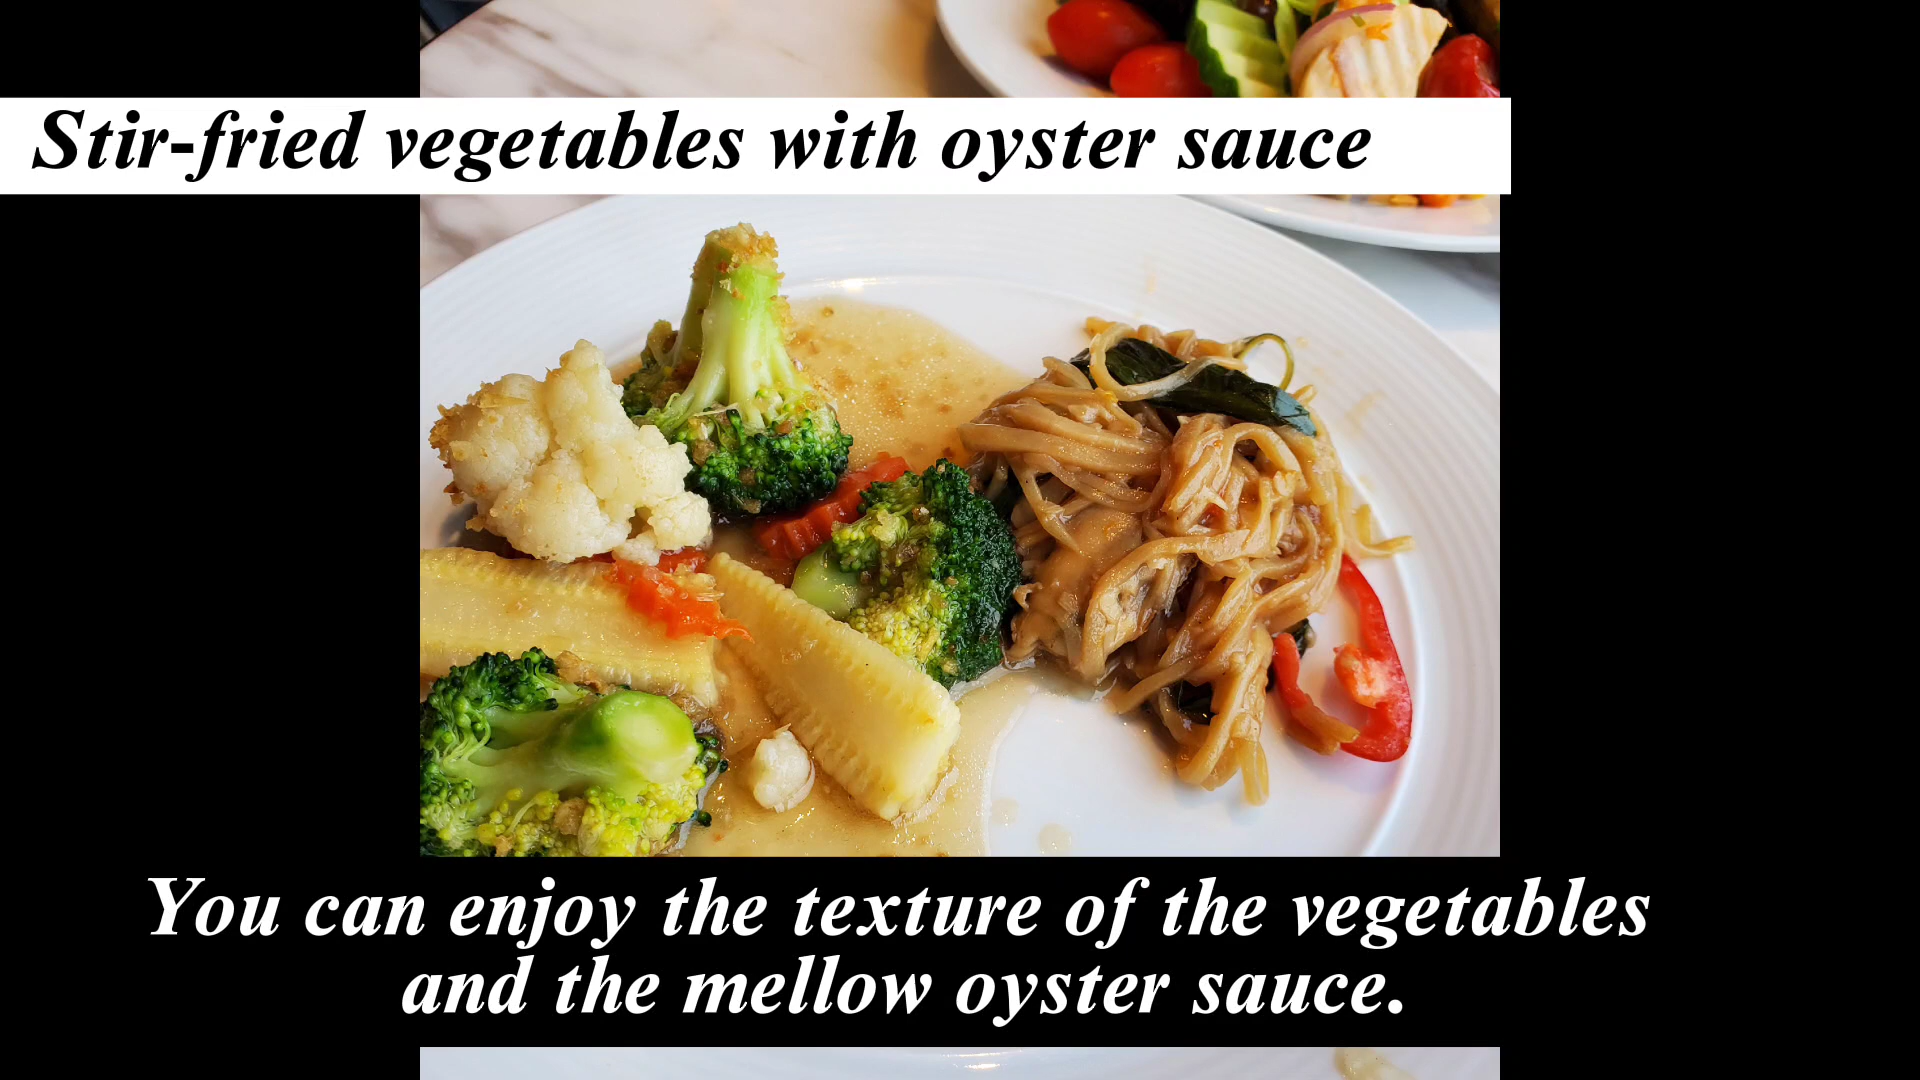 Stir-fried vegetables with oyster sauce
You can enjoy the texture of the vegetables
and the mellow oyster sauce.